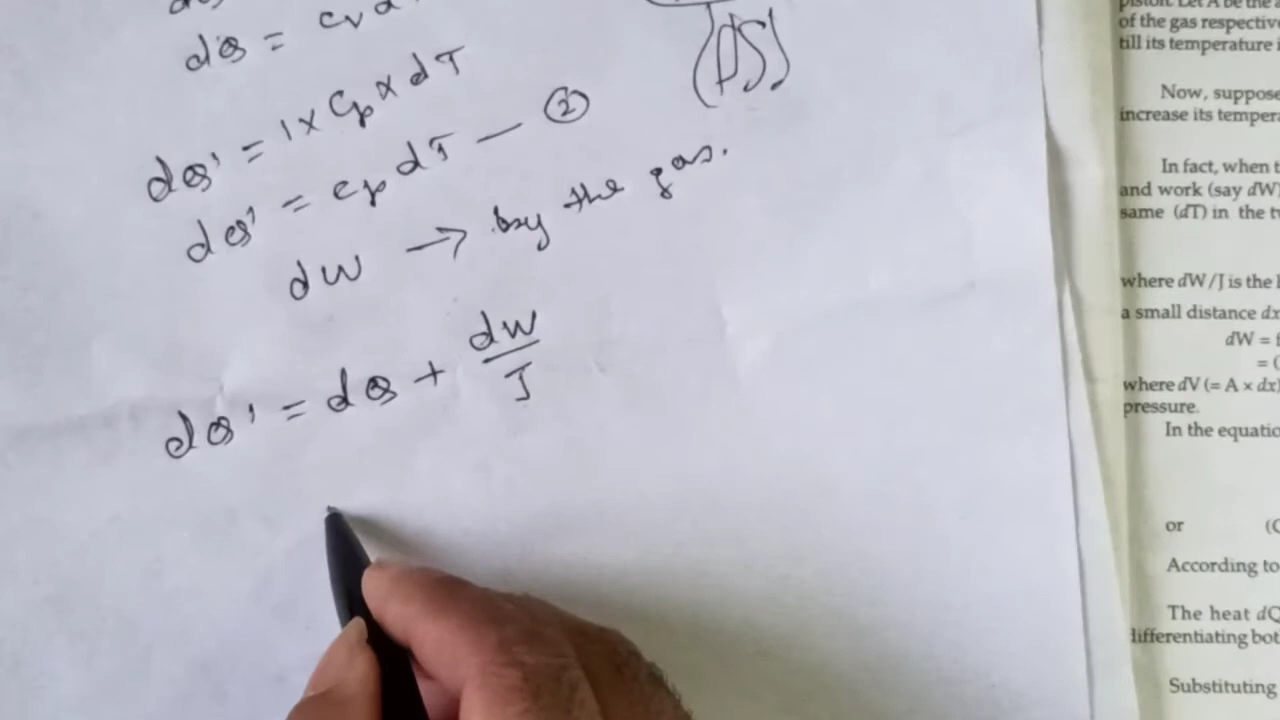 dQ = Cv d
dQ' = 1 × Cp × dT
dQ' = Cp dT — ②
dW → by the gas.
dQ' = dQ + dW/J
of the gas respectiv
till its temperature i
Now, suppose
increase its tempera
In fact, when t
and work (say dW)
same (dT) in the tw
where dW/J is the
a small distance dx
dW = f
= (
where dV (= A × dx)
pressure.
In the equatio
or (C
According to
The heat dQ
differentiating bot
Substituting